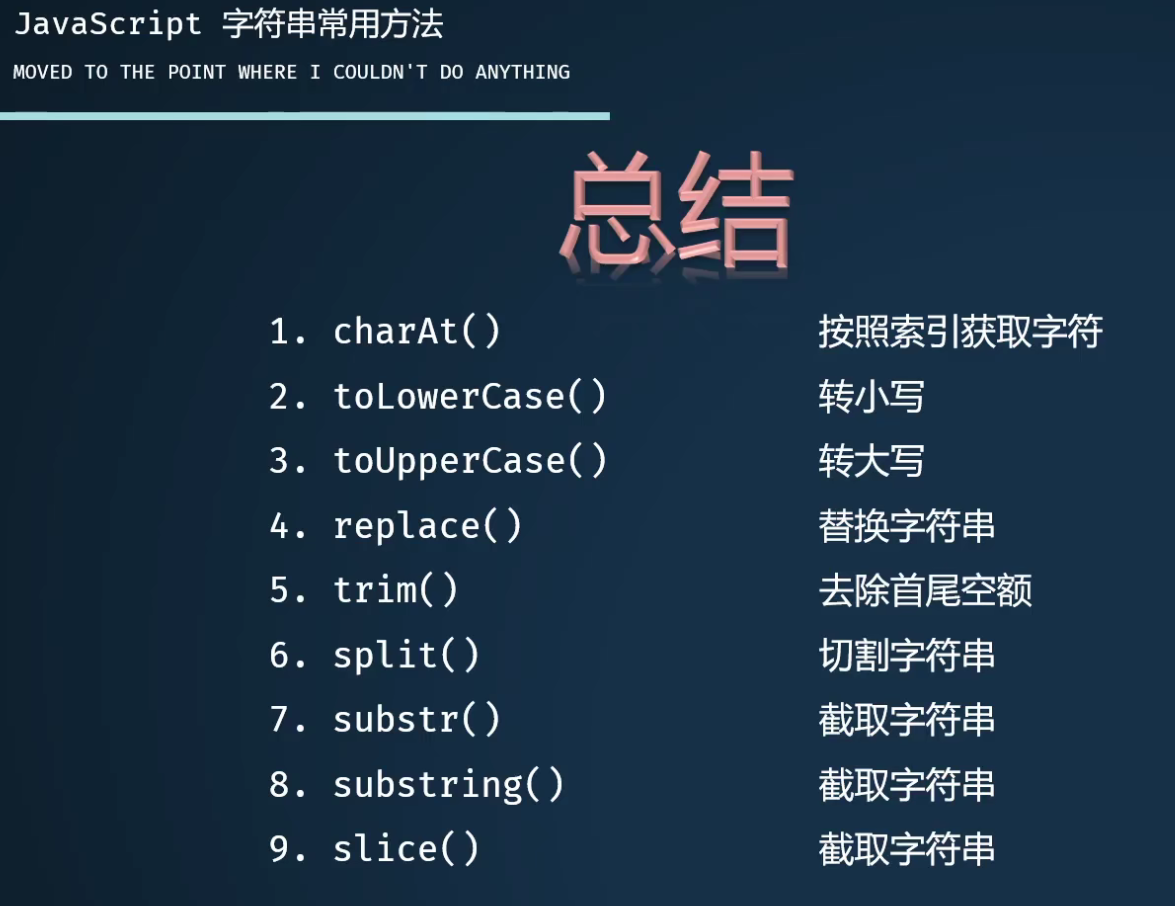 JavaScript 字符串常用方法
MOVED TO THE POINT WHERE I COULDN'T DO ANYTHING
总结
1. charAt() 按照索引获取字符
2. toLowerCase() 转小写
3. toUpperCase() 转大写
4. replace() 替换字符串
5. trim() 去除首尾空额
6. split() 切割字符串
7. substr() 截取字符串
8. substring() 截取字符串
9. slice() 截取字符串